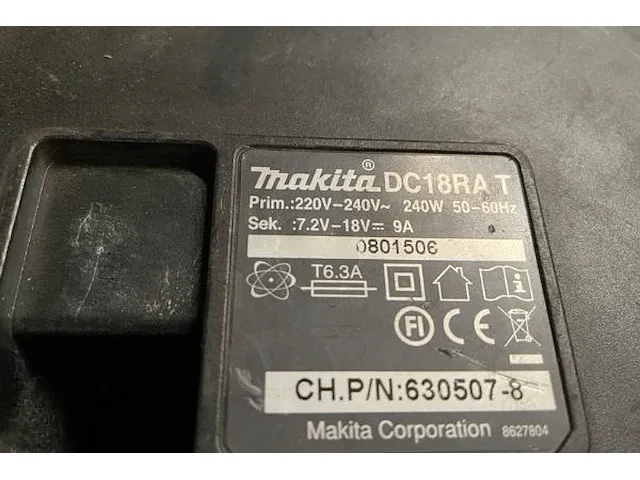 makita® DC18RA T
Prim.:220V–240V~ 240W 50–60Hz
Sek. :7.2V–18V⎓ 9A
0801506
T6.3A
FI CE
CH.P/N:630507-8
Makita Corporation 8627804